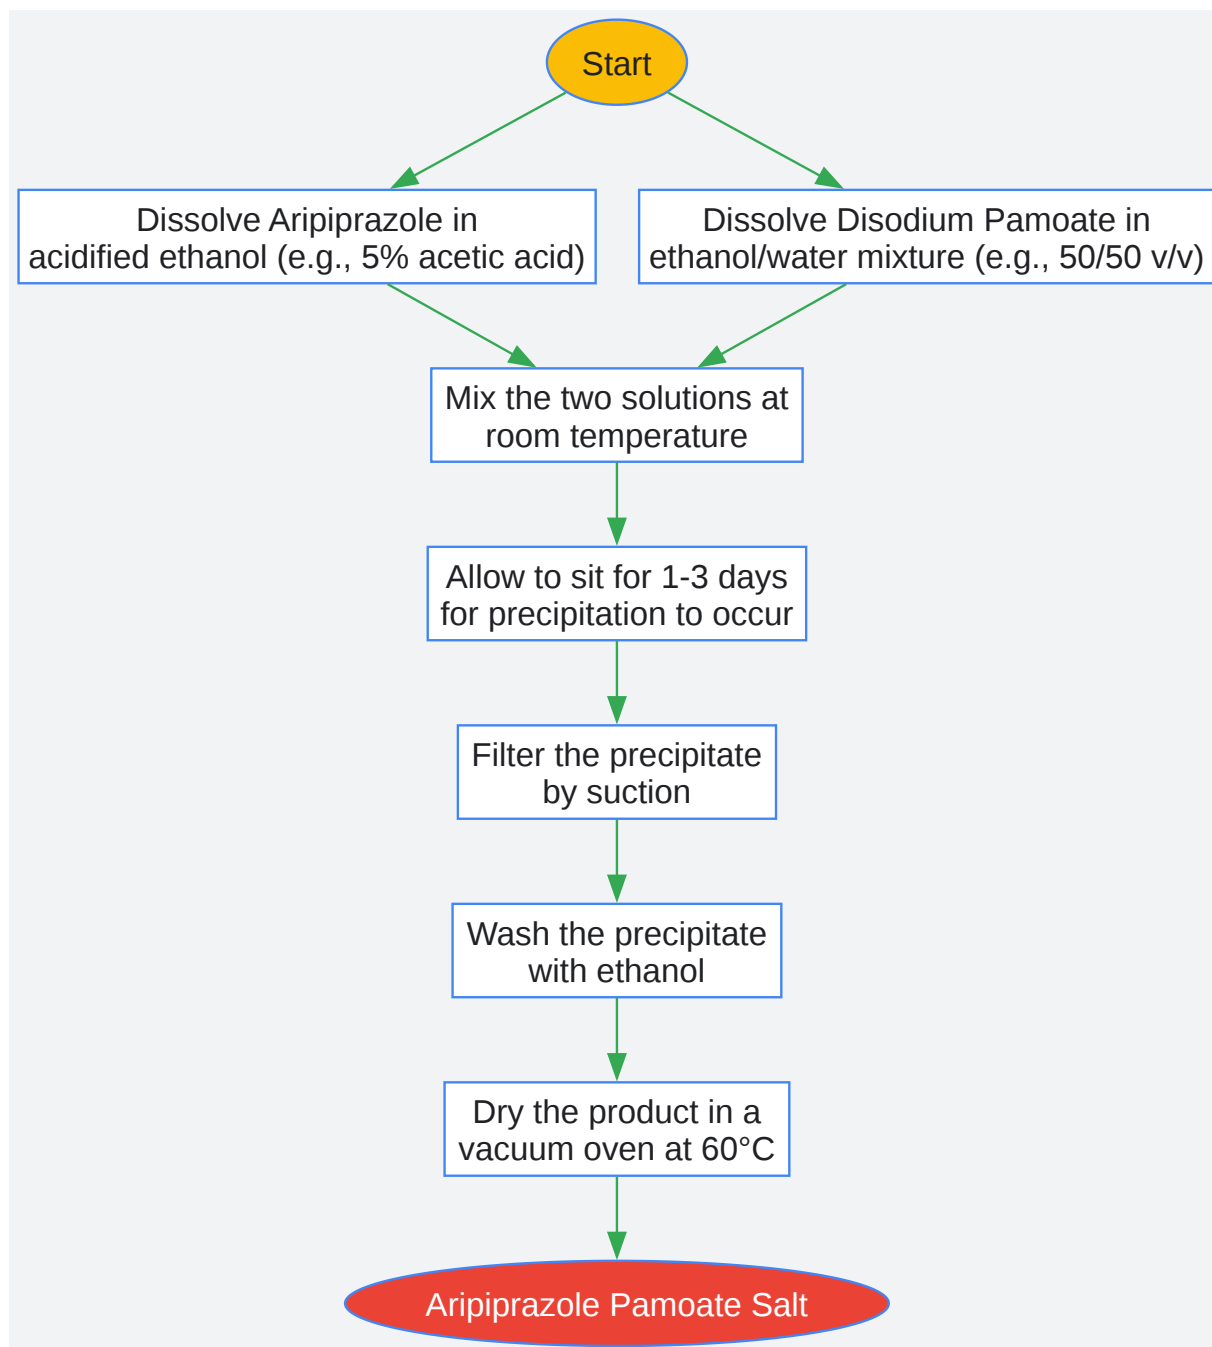 Start
Dissolve Aripiprazole in
acidified ethanol (e.g., 5% acetic acid)
Dissolve Disodium Pamoate in
ethanol/water mixture (e.g., 50/50 v/v)
Mix the two solutions at
room temperature
Allow to sit for 1-3 days
for precipitation to occur
Filter the precipitate
by suction
Wash the precipitate
with ethanol
Dry the product in a
vacuum oven at 60°C
Aripiprazole Pamoate Salt